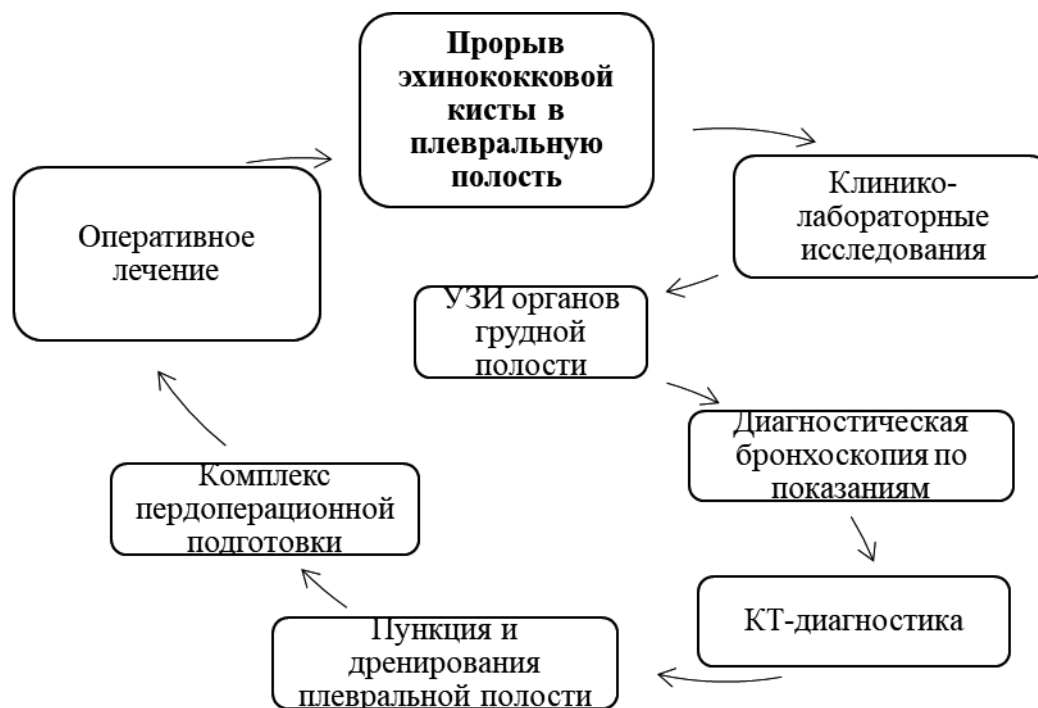 Прорыв
эхинококковой
кисты в
плевральную
полость
Клинико-
лабораторные
исследования
УЗИ органов
грудной
полости
Диагностическая
бронхоскопия по
показаниям
КТ-диагностика
Пункция и
дренирования
плевральной полости
Комплекс
пердоперационной
подготовки
Оперативное
лечение